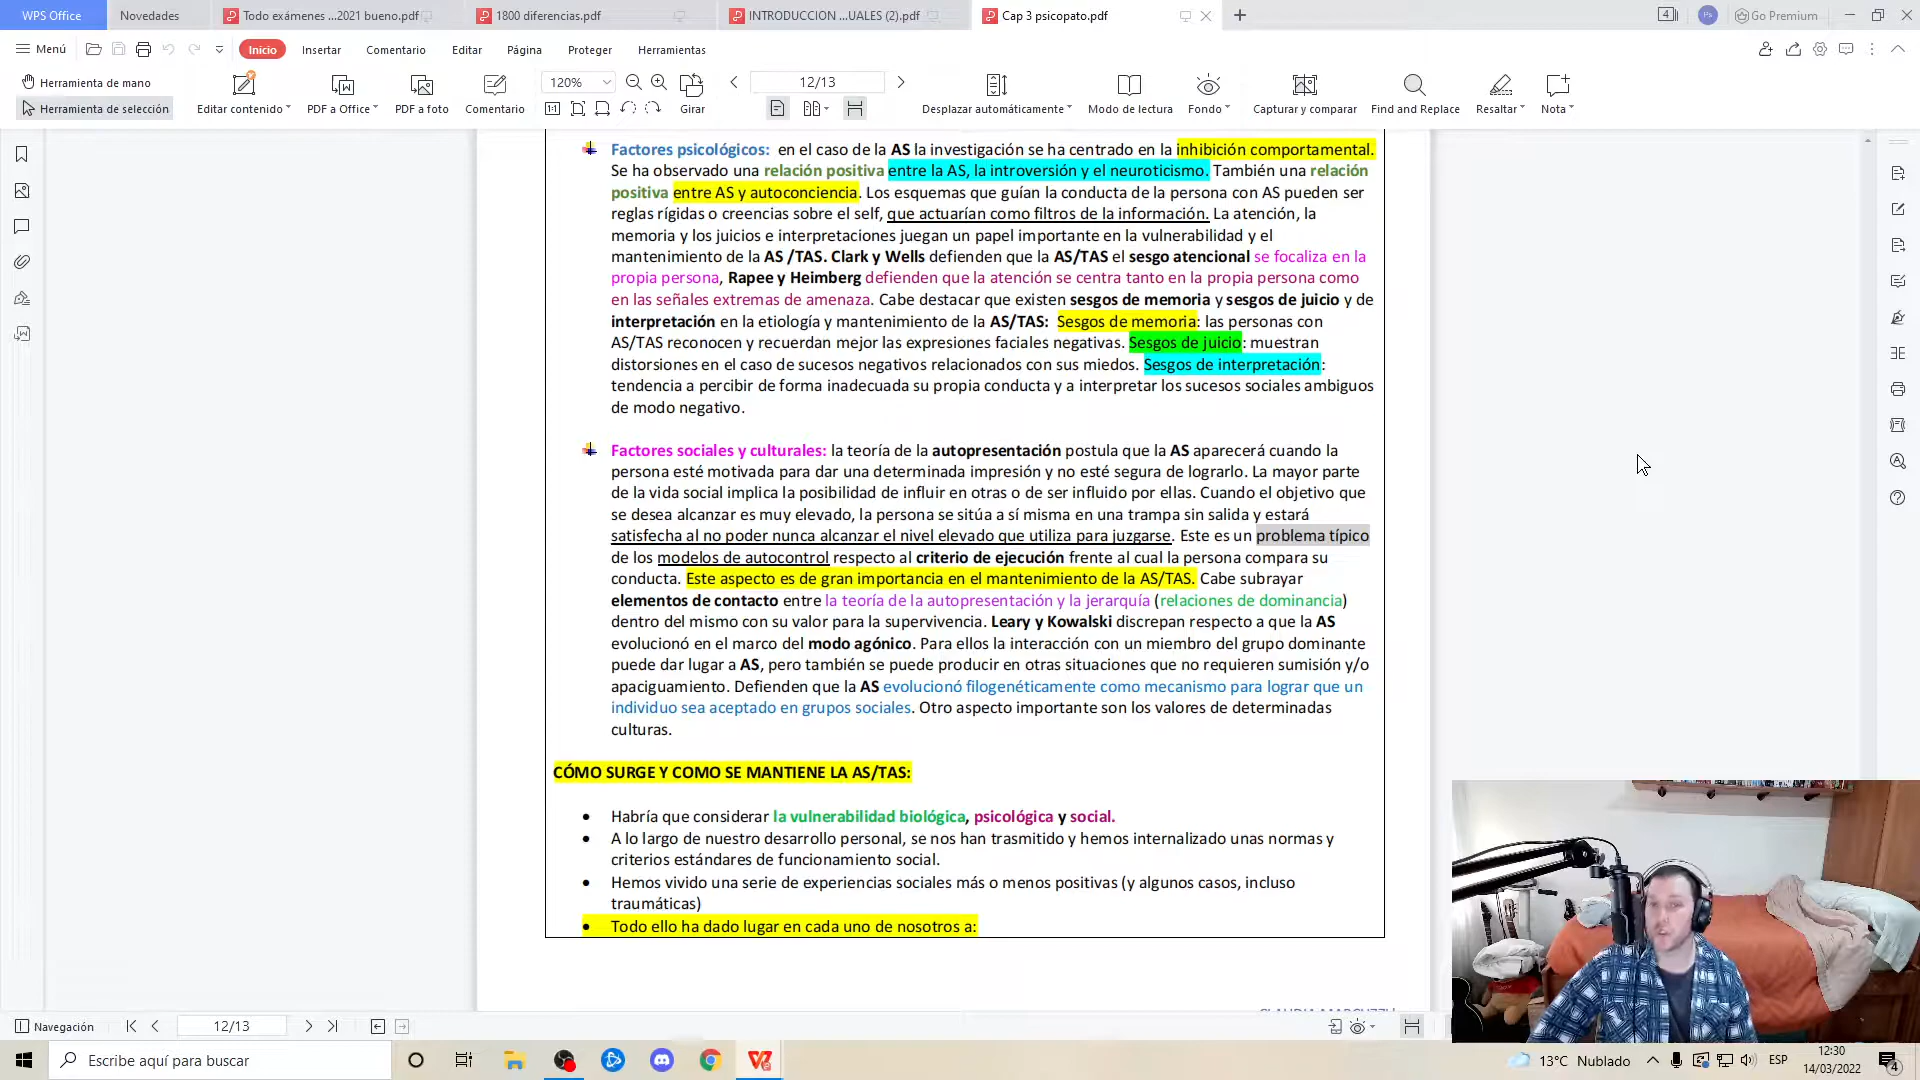 WPS Office
Novedades
Todo exámenes ...2021 bueno.pdf
1800 diferencias.pdf
INTRODUCCION ...UALES (2).pdf
Cap 3 psicopato.pdf
4
Ps
Go Premium
Menú
Inicio
Insertar
Comentario
Editar
Página
Proteger
Herramientas
Herramienta de mano
Herramienta de selección
Editar contenido
PDF a Office
PDF a foto
Comentario
120%
Girar
12/13
Desplazar automáticamente
Modo de lectura
Fondo
Capturar y comparar
Find and Replace
Resaltar
Nota
Factores psicológicos: en el caso de la AS la investigación se ha centrado en la inhibición comportamental.
Se ha observado una relación positiva entre la AS, la introversión y el neuroticismo. También una relación
positiva entre AS y autoconciencia. Los esquemas que guían la conducta de la persona con AS pueden ser
reglas rígidas o creencias sobre el self, que actuarían como filtros de la información. La atención, la
memoria y los juicios e interpretaciones juegan un papel importante en la vulnerabilidad y el
mantenimiento de la AS /TAS. Clark y Wells defienden que la AS/TAS el sesgo atencional se focaliza en la
propia persona, Rapee y Heimberg defienden que la atención se centra tanto en la propia persona como
en las señales extremas de amenaza. Cabe destacar que existen sesgos de memoria y sesgos de juicio y de
interpretación en la etiología y mantenimiento de la AS/TAS: Sesgos de memoria: las personas con
AS/TAS reconocen y recuerdan mejor las expresiones faciales negativas. Sesgos de juicio: muestran
distorsiones en el caso de sucesos negativos relacionados con sus miedos. Sesgos de interpretación:
tendencia a percibir de forma inadecuada su propia conducta y a interpretar los sucesos sociales ambiguos
de modo negativo.
Factores sociales y culturales: la teoría de la autopresentación postula que la AS aparecerá cuando la
persona esté motivada para dar una determinada impresión y no esté segura de lograrlo. La mayor parte
de la vida social implica la posibilidad de influir en otras o de ser influido por ellas. Cuando el objetivo que
se desea alcanzar es muy elevado, la persona se sitúa a sí misma en una trampa sin salida y estará
satisfecha al no poder nunca alcanzar el nivel elevado que utiliza para juzgarse. Este es un problema típico
de los modelos de autocontrol respecto al criterio de ejecución frente al cual la persona compara su
conducta. Este aspecto es de gran importancia en el mantenimiento de la AS/TAS. Cabe subrayar
elementos de contacto entre la teoría de la autopresentación y la jerarquía (relaciones de dominancia)
dentro del mismo con su valor para la supervivencia. Leary y Kowalski discrepan respecto a que la AS
evolucionó en el marco del modo agónico. Para ellos la interacción con un miembro del grupo dominante
puede dar lugar a AS, pero también se puede producir en otras situaciones que no requieren sumisión y/o
apaciguamiento. Defienden que la AS evolucionó filogenéticamente como mecanismo para lograr que un
individuo sea aceptado en grupos sociales. Otro aspecto importante son los valores de determinadas
culturas.
CÓMO SURGE Y COMO SE MANTIENE LA AS/TAS:
• Habría que considerar la vulnerabilidad biológica, psicológica y social.
• A lo largo de nuestro desarrollo personal, se nos han trasmitido y hemos internalizado unas normas y
criterios estándares de funcionamiento social.
• Hemos vivido una serie de experiencias sociales más o menos positivas (y algunos casos, incluso
traumáticas)
• Todo ello ha dado lugar en cada uno de nosotros a:
Navegación
12/13
Escribe aquí para buscar
13°C Nublado
ESP
12:30
14/03/2022
4